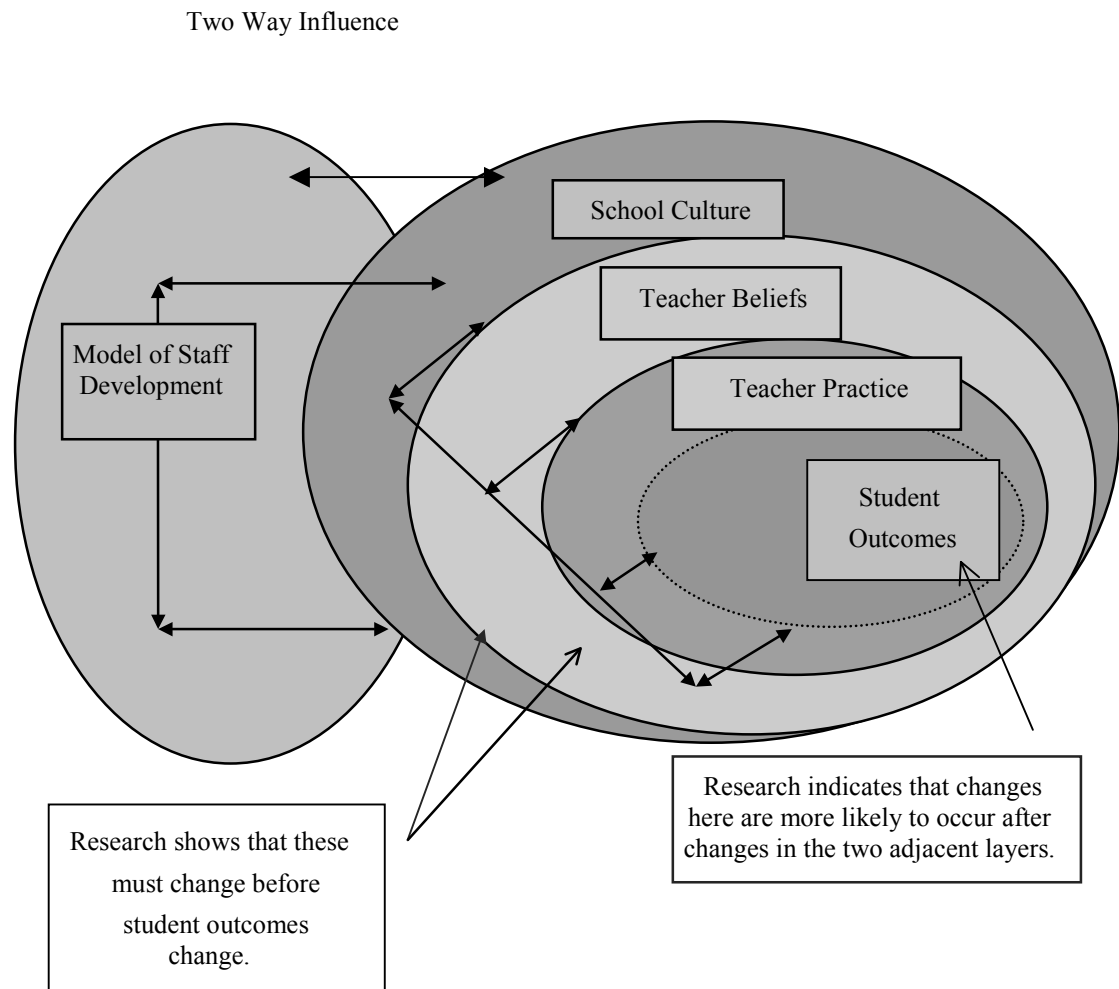 Two Way Influence
School Culture
Teacher Beliefs
Model of Staff
Development
Teacher Practice
Student
Outcomes
Research indicates that changes
here are more likely to occur after
changes in the two adjacent layers.
Research shows that these
must change before
student outcomes
change.